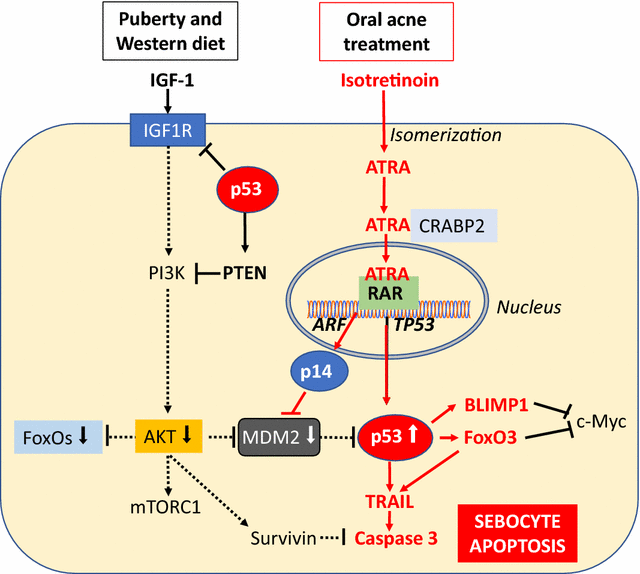 Puberty and
Western diet
Oral acne
treatment
IGF-1
Isotretinoin
IGF1R
Isomerization
ATRA
p53
ATRA CRABP2
PI3K
PTEN
ATRA
RAR
Nucleus
ARF
TP53
p14
BLIMP1
c-Myc
FoxOs ⬇
AKT ⬇
MDM2 ⬇
p53 ⬆
FoxO3
TRAIL
mTORC1
Survivin
Caspase 3
SEBOCYTE
APOPTOSIS